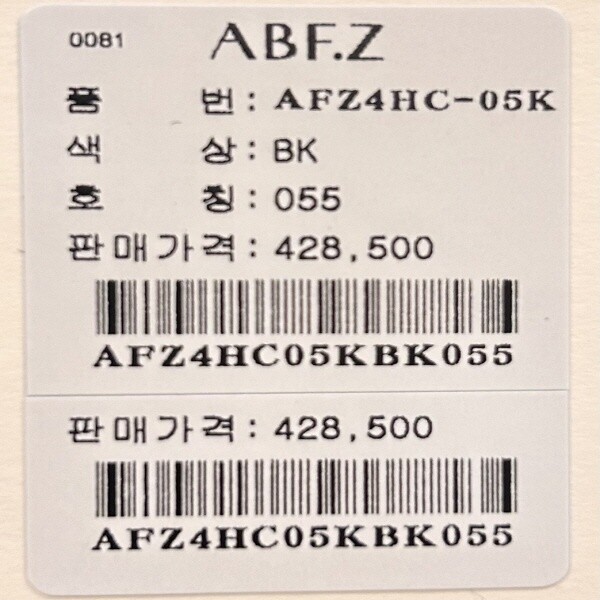 0081 ABF.Z
품 번 : AFZ4HC-05K
색 상 : BK
호 칭 : 055
판매가격 : 428,500
AFZ4HC05KBK055
판매가격 : 428,500
AFZ4HC05KBK055